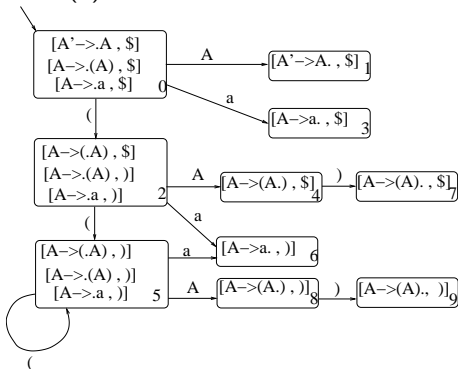 [A'->.A , $]
[A->.(A) , $]
[A->.a , $]
0
A
[A'->A. , $]
1
a
[A->a. , $]
3
(
[A->(.A) , $]
[A->.(A) , )]
[A->.a , )]
2
A
[A->(A.) , $]
4
)
[A->(A). , $]
7
a
[A->a. , )]
6
(
[A->(.A) , )]
[A->.(A) , )]
[A->.a , )]
5
a
A
[A->(A.) , )]
8
)
[A->(A)., )]
9
(